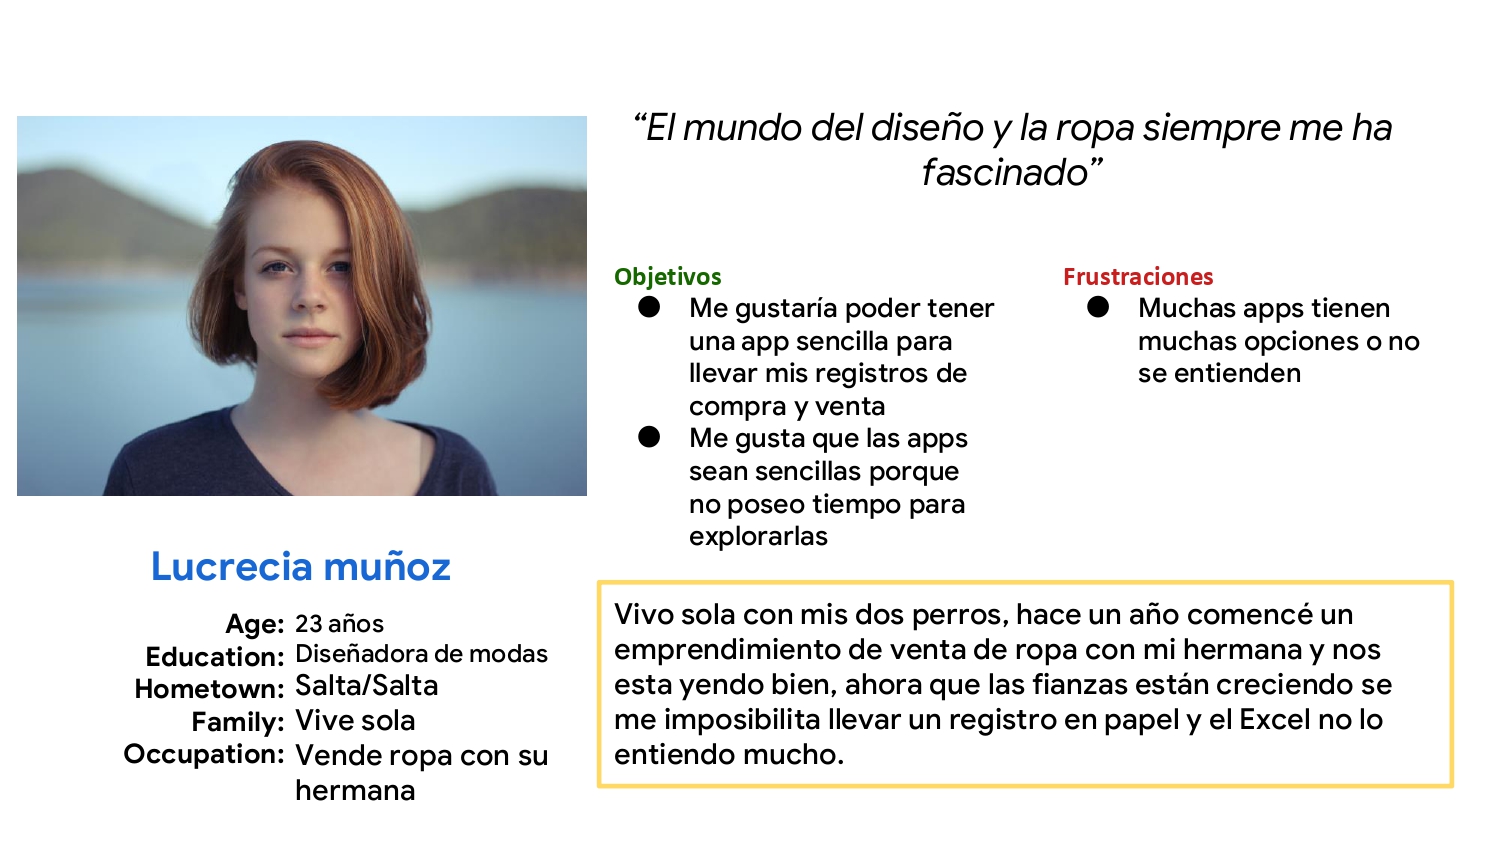 “El mundo del diseño y la ropa siempre me ha
fascinado”
Objetivos
● Me gustaría poder tener
una app sencilla para
llevar mis registros de
compra y venta
● Me gusta que las apps
sean sencillas porque
no poseo tiempo para
explorarlas
Frustraciones
● Muchas apps tienen
muchas opciones o no
se entienden
Lucrecia muñoz
Age: 23 años
Education: Diseñadora de modas
Hometown: Salta/Salta
Family: Vive sola
Occupation: Vende ropa con su
hermana
Vivo sola con mis dos perros, hace un año comencé un
emprendimiento de venta de ropa con mi hermana y nos
esta yendo bien, ahora que las fianzas están creciendo se
me imposibilita llevar un registro en papel y el Excel no lo
entiendo mucho.